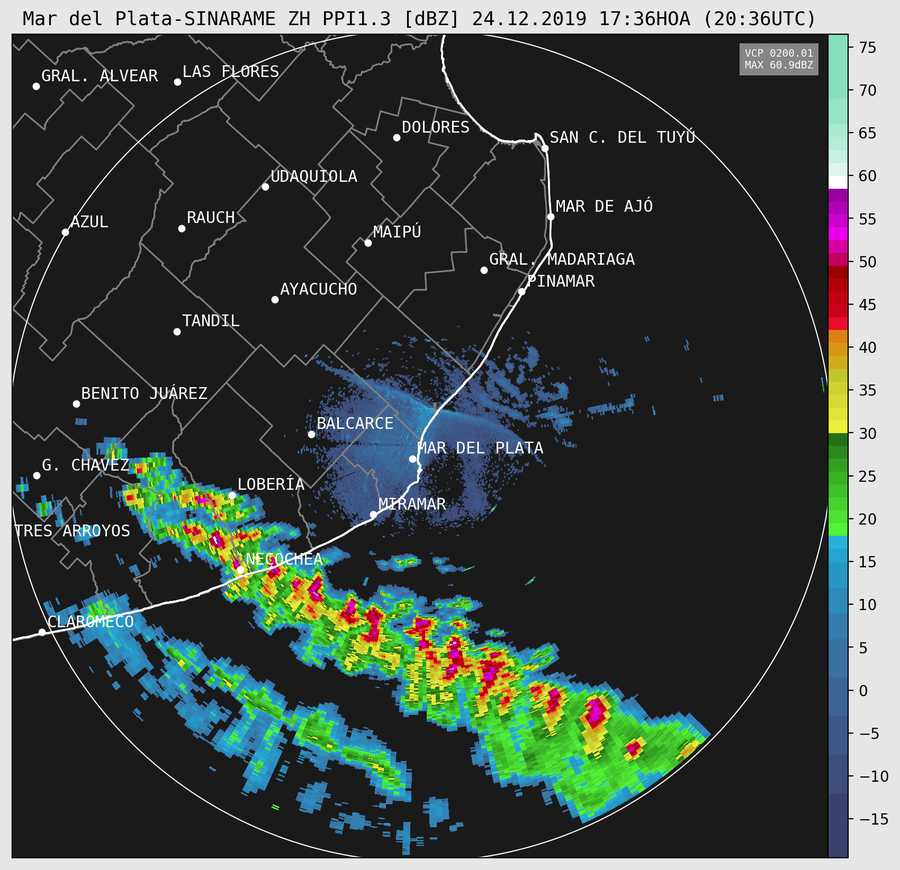 Mar del Plata-SINARAME ZH PPI1.3 [dBZ] 24.12.2019 17:36HOA (20:36UTC)
VCP 0200.01
MAX 60.9dBZ
GRAL. ALVEAR
LAS FLORES
DOLORES
SAN C. DEL TUYÚ
UDAQUIOLA
MAR DE AJÓ
AZUL
RAUCH
MAIPÚ
GRAL. MADARIAGA
PINAMAR
AYACUCHO
TANDIL
BENITO JUÁREZ
BALCARCE
MAR DEL PLATA
G. CHAVEZ
LOBERÍA
MIRAMAR
TRES ARROYOS
NECOCHEA
CLAROMECO
75
70
65
60
55
50
45
40
35
30
25
20
15
10
5
0
−5
−10
−15